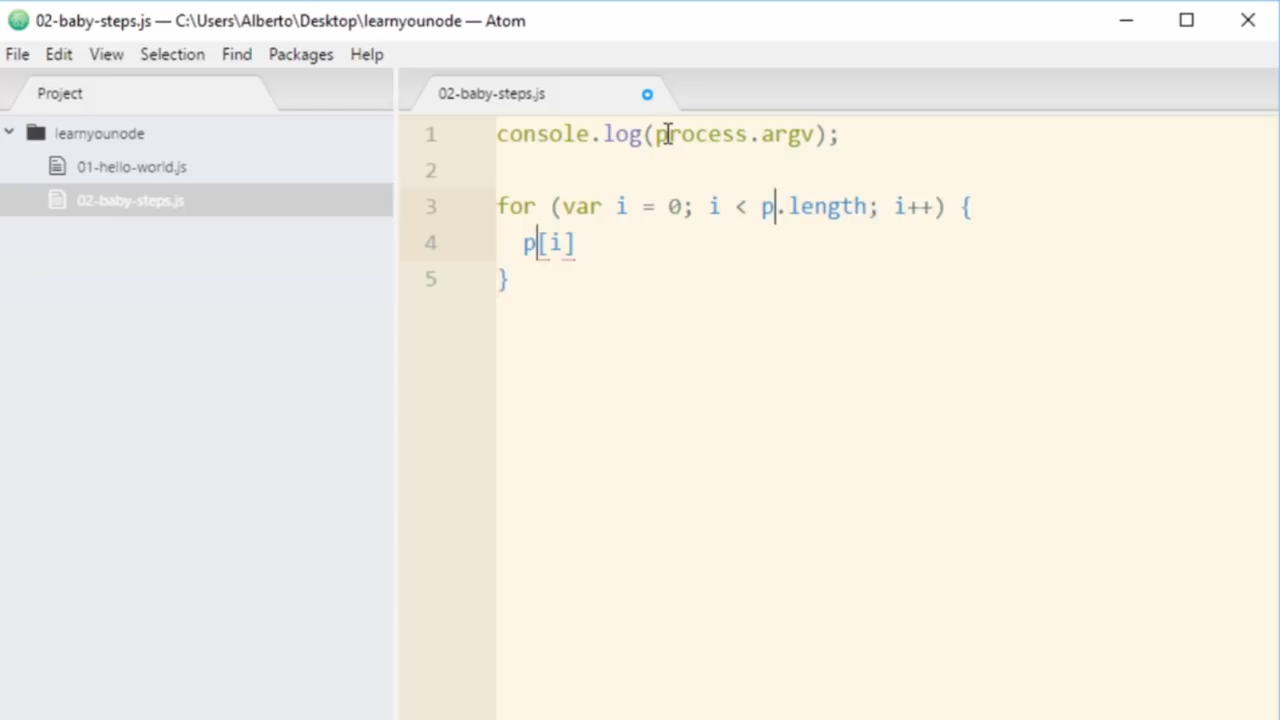 02-baby-steps.js — C:\Users\Alberto\Desktop\learnyounode — Atom
File Edit View Selection Find Packages Help
Project
02-baby-steps.js
learnyounode
01-hello-world.js
02-baby-steps.js
1 console.log(process.argv);
2
3 for (var i = 0; i < p.length; i++) {
4 p[i]
5 }